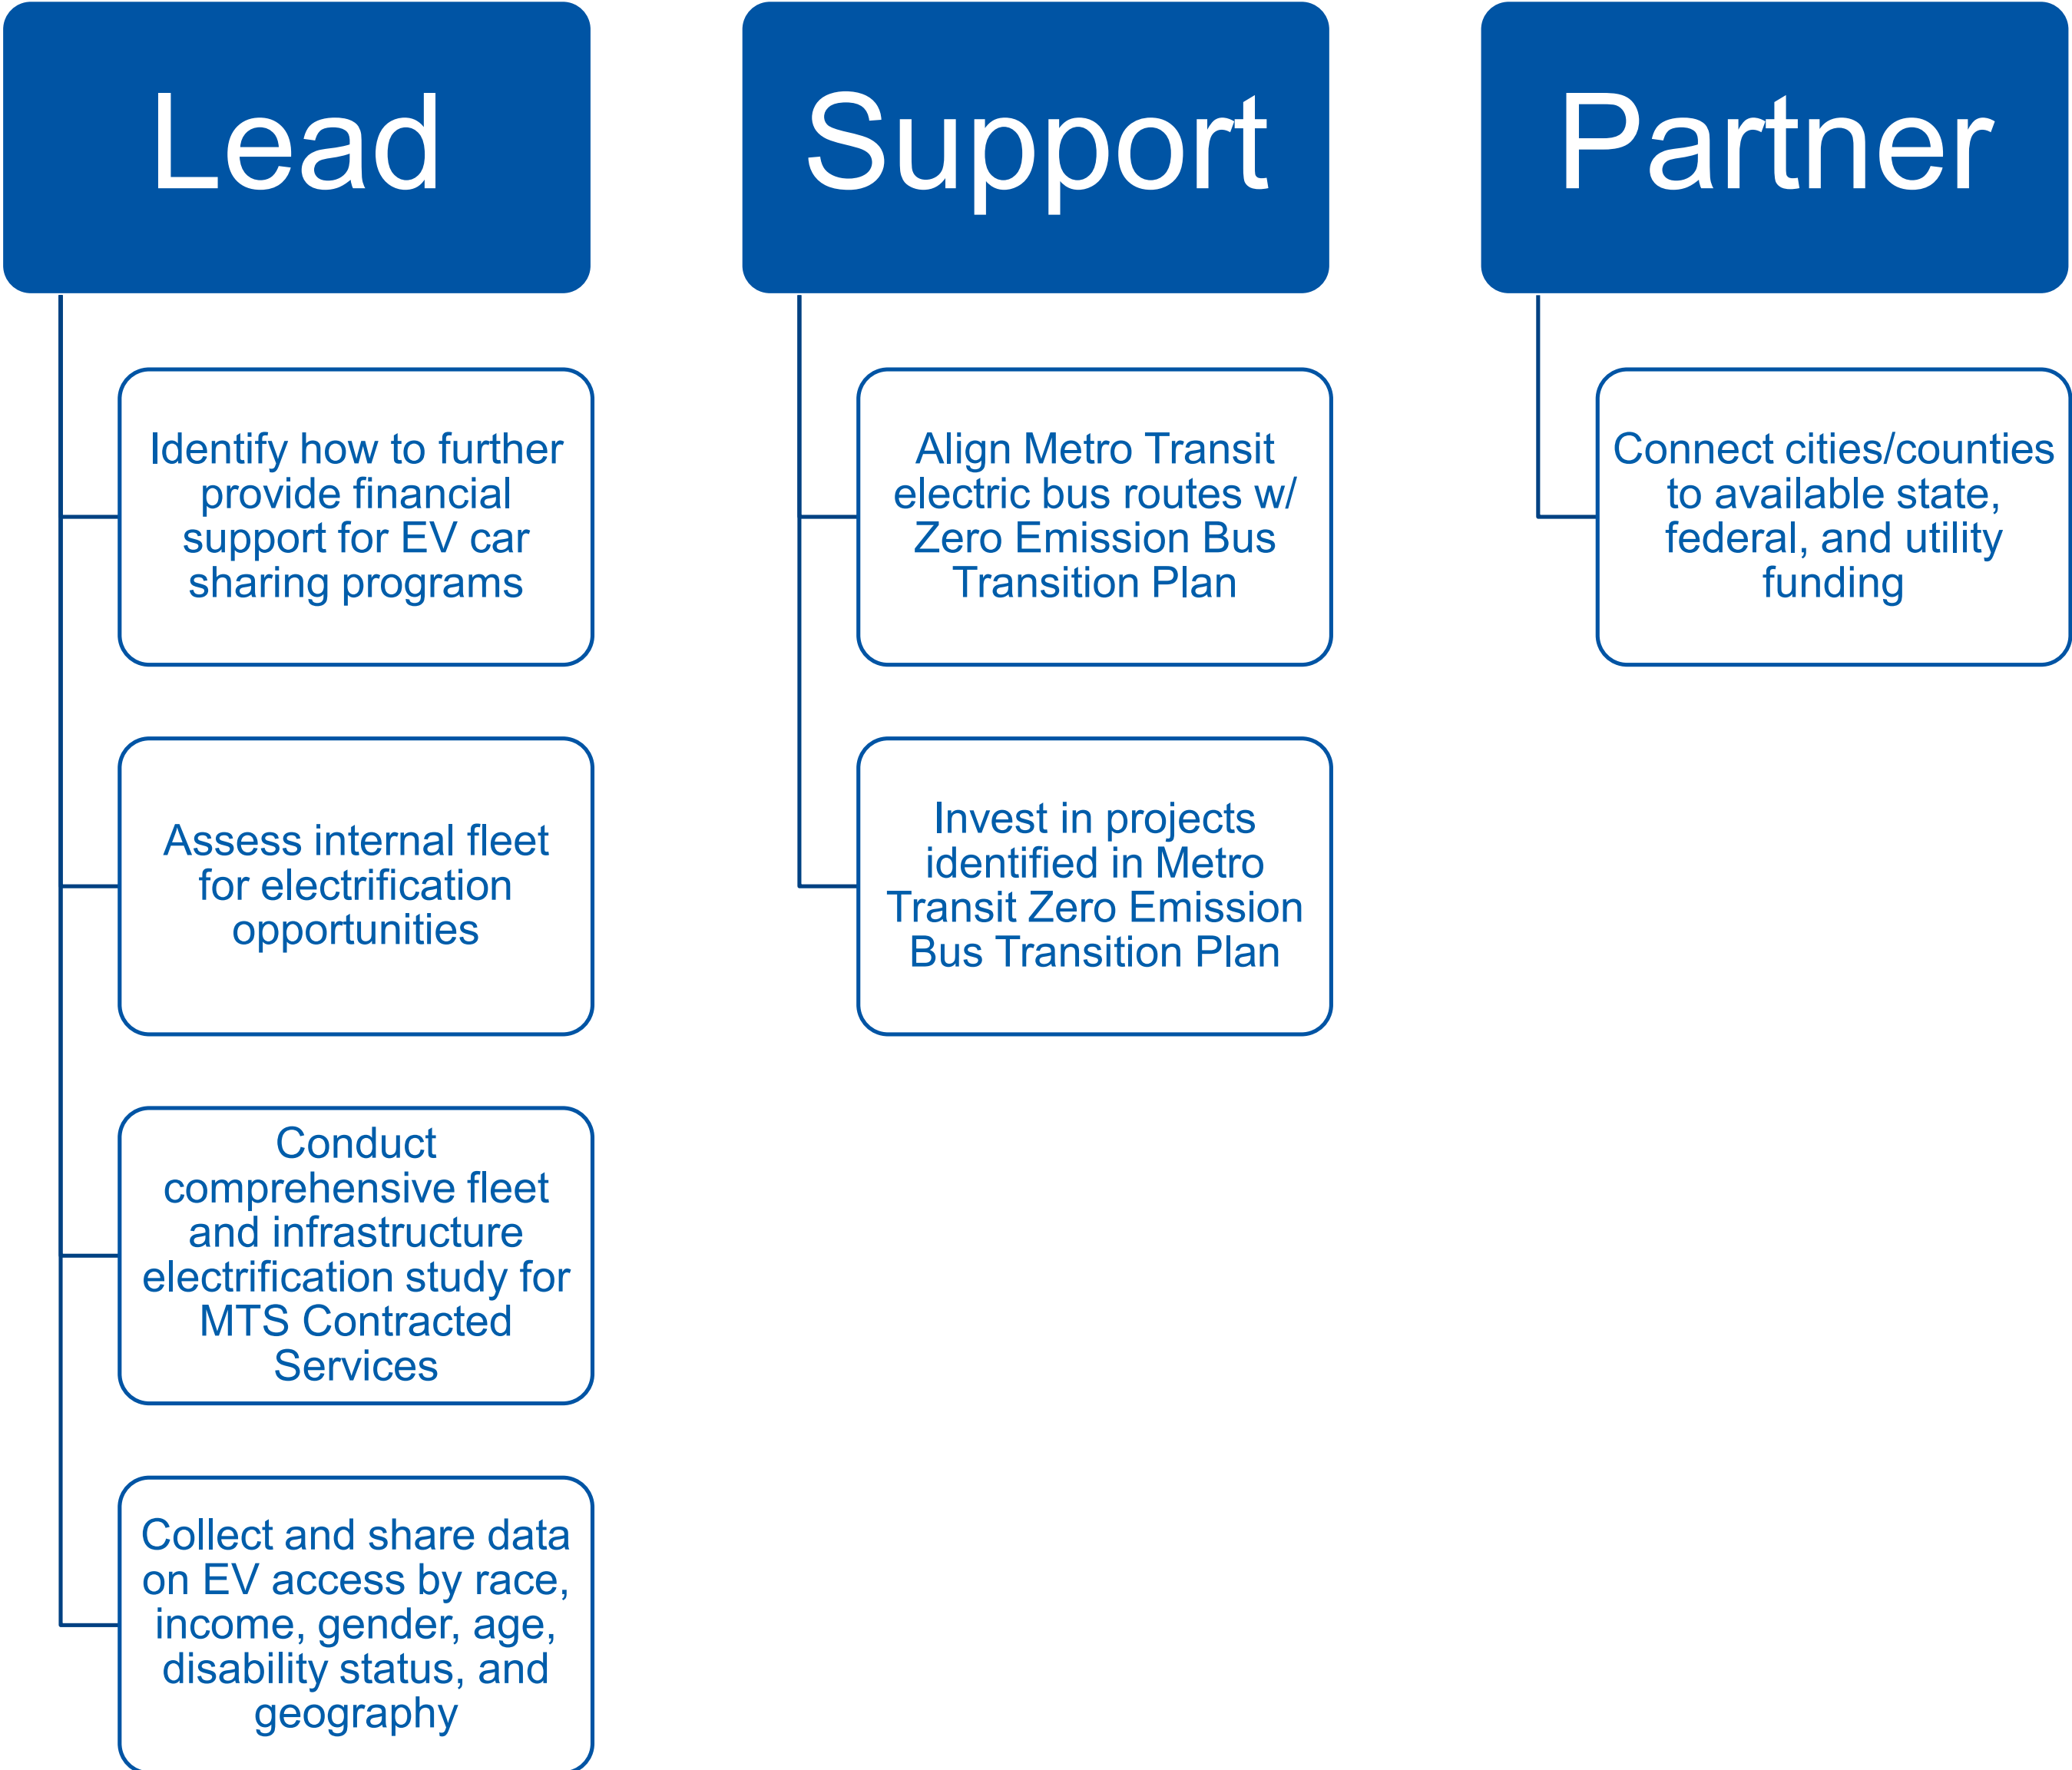 Lead
Identify how to further
provide financial
support for EV car
sharing programs
Assess internal fleet
for electrification
opportunities
Conduct
comprehensive fleet
and infrastructure
electrification study for
MTS Contracted
Services
Collect and share data
on EV access by race,
income, gender, age,
disability status, and
geography
Support
Align Metro Transit
electric bus routes w/
Zero Emission Bus
Transition Plan
Invest in projects
identified in Metro
Transit Zero Emission
Bus Transition Plan
Partner
Connect cities/counties
to available state,
federal, and utility
funding